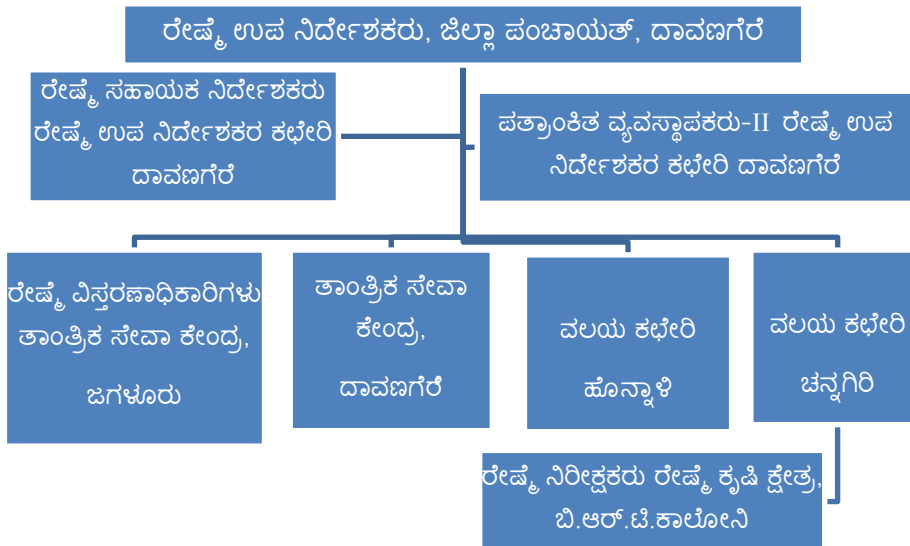 ರೇಷ್ಮೆ ಉಪ ನಿರ್ದೇಶಕರು, ಜಿಲ್ಲಾ ಪಂಚಾಯತ್, ದಾವಣಗೆರೆ
ರೇಷ್ಮೆ ಸಹಾಯಕ ನಿರ್ದೇಶಕರು
ರೇಷ್ಮೆ ಉಪ ನಿರ್ದೇಶಕರ ಕಛೇರಿ
ದಾವಣಗೆರೆ
ಪತ್ರಾಂಕಿತ ವ್ಯವಸ್ಥಾಪಕರು-II ರೇಷ್ಮೆ ಉಪ
ನಿರ್ದೇಶಕರ ಕಛೇರಿ ದಾವಣಗೆರೆ
ರೇಷ್ಮೆ ವಿಸ್ತರಣಾಧಿಕಾರಿಗಳು
ತಾಂತ್ರಿಕ ಸೇವಾ ಕೇಂದ್ರ,
ಜಗಳೂರು
ತಾಂತ್ರಿಕ ಸೇವಾ
ಕೇಂದ್ರ,
ದಾವಣಗೆರೆ
ವಲಯ ಕಛೇರಿ
ಹೊನ್ನಾಳಿ
ವಲಯ ಕಛೇರಿ
ಚನ್ನಗಿರಿ
ರೇಷ್ಮೆ ನಿರೀಕ್ಷಕರು ರೇಷ್ಮೆ ಕೃಷಿ ಕ್ಷೇತ್ರ,
ಬಿ.ಆರ್.ಟಿ.ಕಾಲೋನಿ